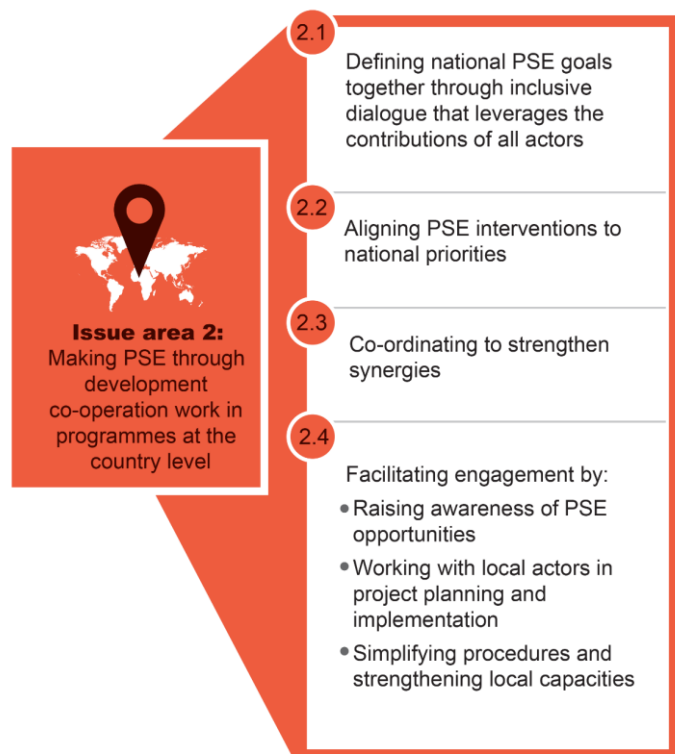 Issue area 2:
Making PSE through
development
co-operation work in
programmes at the
country level
2.1
Defining national PSE goals
together through inclusive
dialogue that leverages the
contributions of all actors
2.2
Aligning PSE interventions to
national priorities
2.3
Co-ordinating to strengthen
synergies
2.4
Facilitating engagement by:
• Raising awareness of PSE
opportunities
• Working with local actors in
project planning and
implementation
• Simplifying procedures and
strengthening local capacities